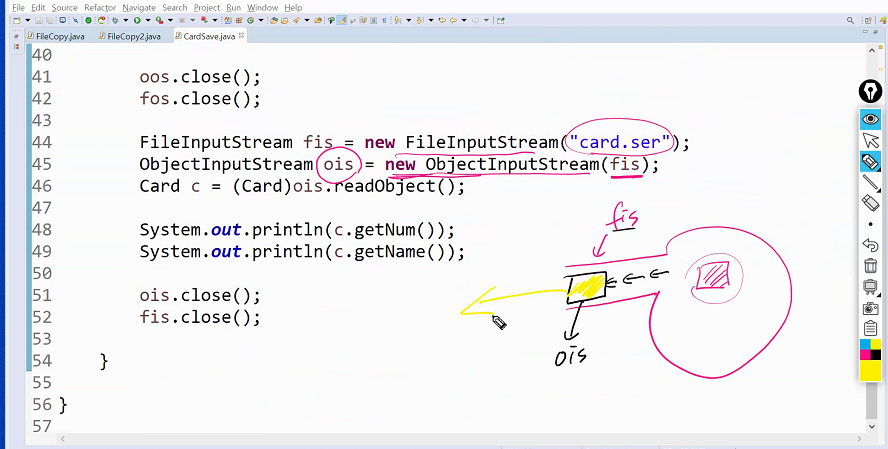 File Edit Source Refactor Navigate Search Project Run Window Help
FileCopy.java FileCopy2.java CardSave.java
40
41 oos.close();
42 fos.close();
43
44 FileInputStream fis = new FileInputStream("card.ser");
45 ObjectInputStream ois = new ObjectInputStream(fis);
46 Card c = (Card)ois.readObject();
47
48 System.out.println(c.getNum());
49 System.out.println(c.getName());
50
51 ois.close();
52 fis.close();
53
54 }
55
56 }
57
fis
ois